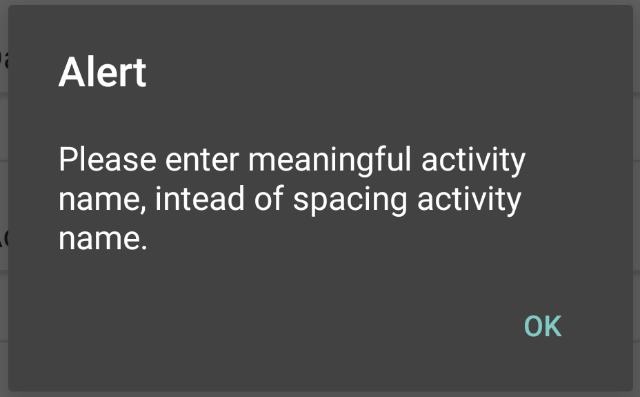 Alert
Please enter meaningful activity
name, intead of spacing activity
name.
OK